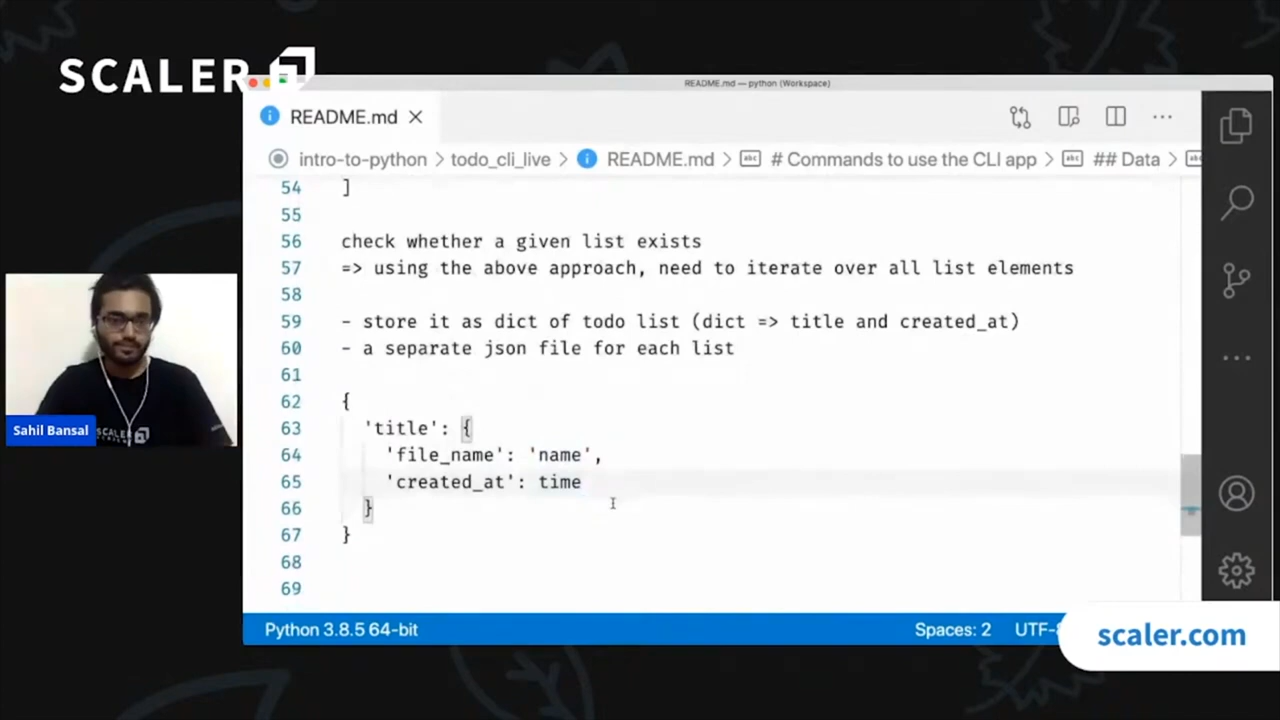 SCALER
README.md — python (Workspace)
README.md
intro-to-python > todo_cli_live > README.md > # Commands to use the CLI app > ## Data >
54 ]
55
56 check whether a given list exists
57 => using the above approach, need to iterate over all list elements
58
59 - store it as dict of todo list (dict => title and created_at)
60 - a separate json file for each list
61
62 {
63 'title': {
64 'file_name': 'name',
65 'created_at': time
66 }
67 }
68
69
Sahil Bansal
SCALER
Python 3.8.5 64-bit
Spaces: 2
UTF-8
scaler.com